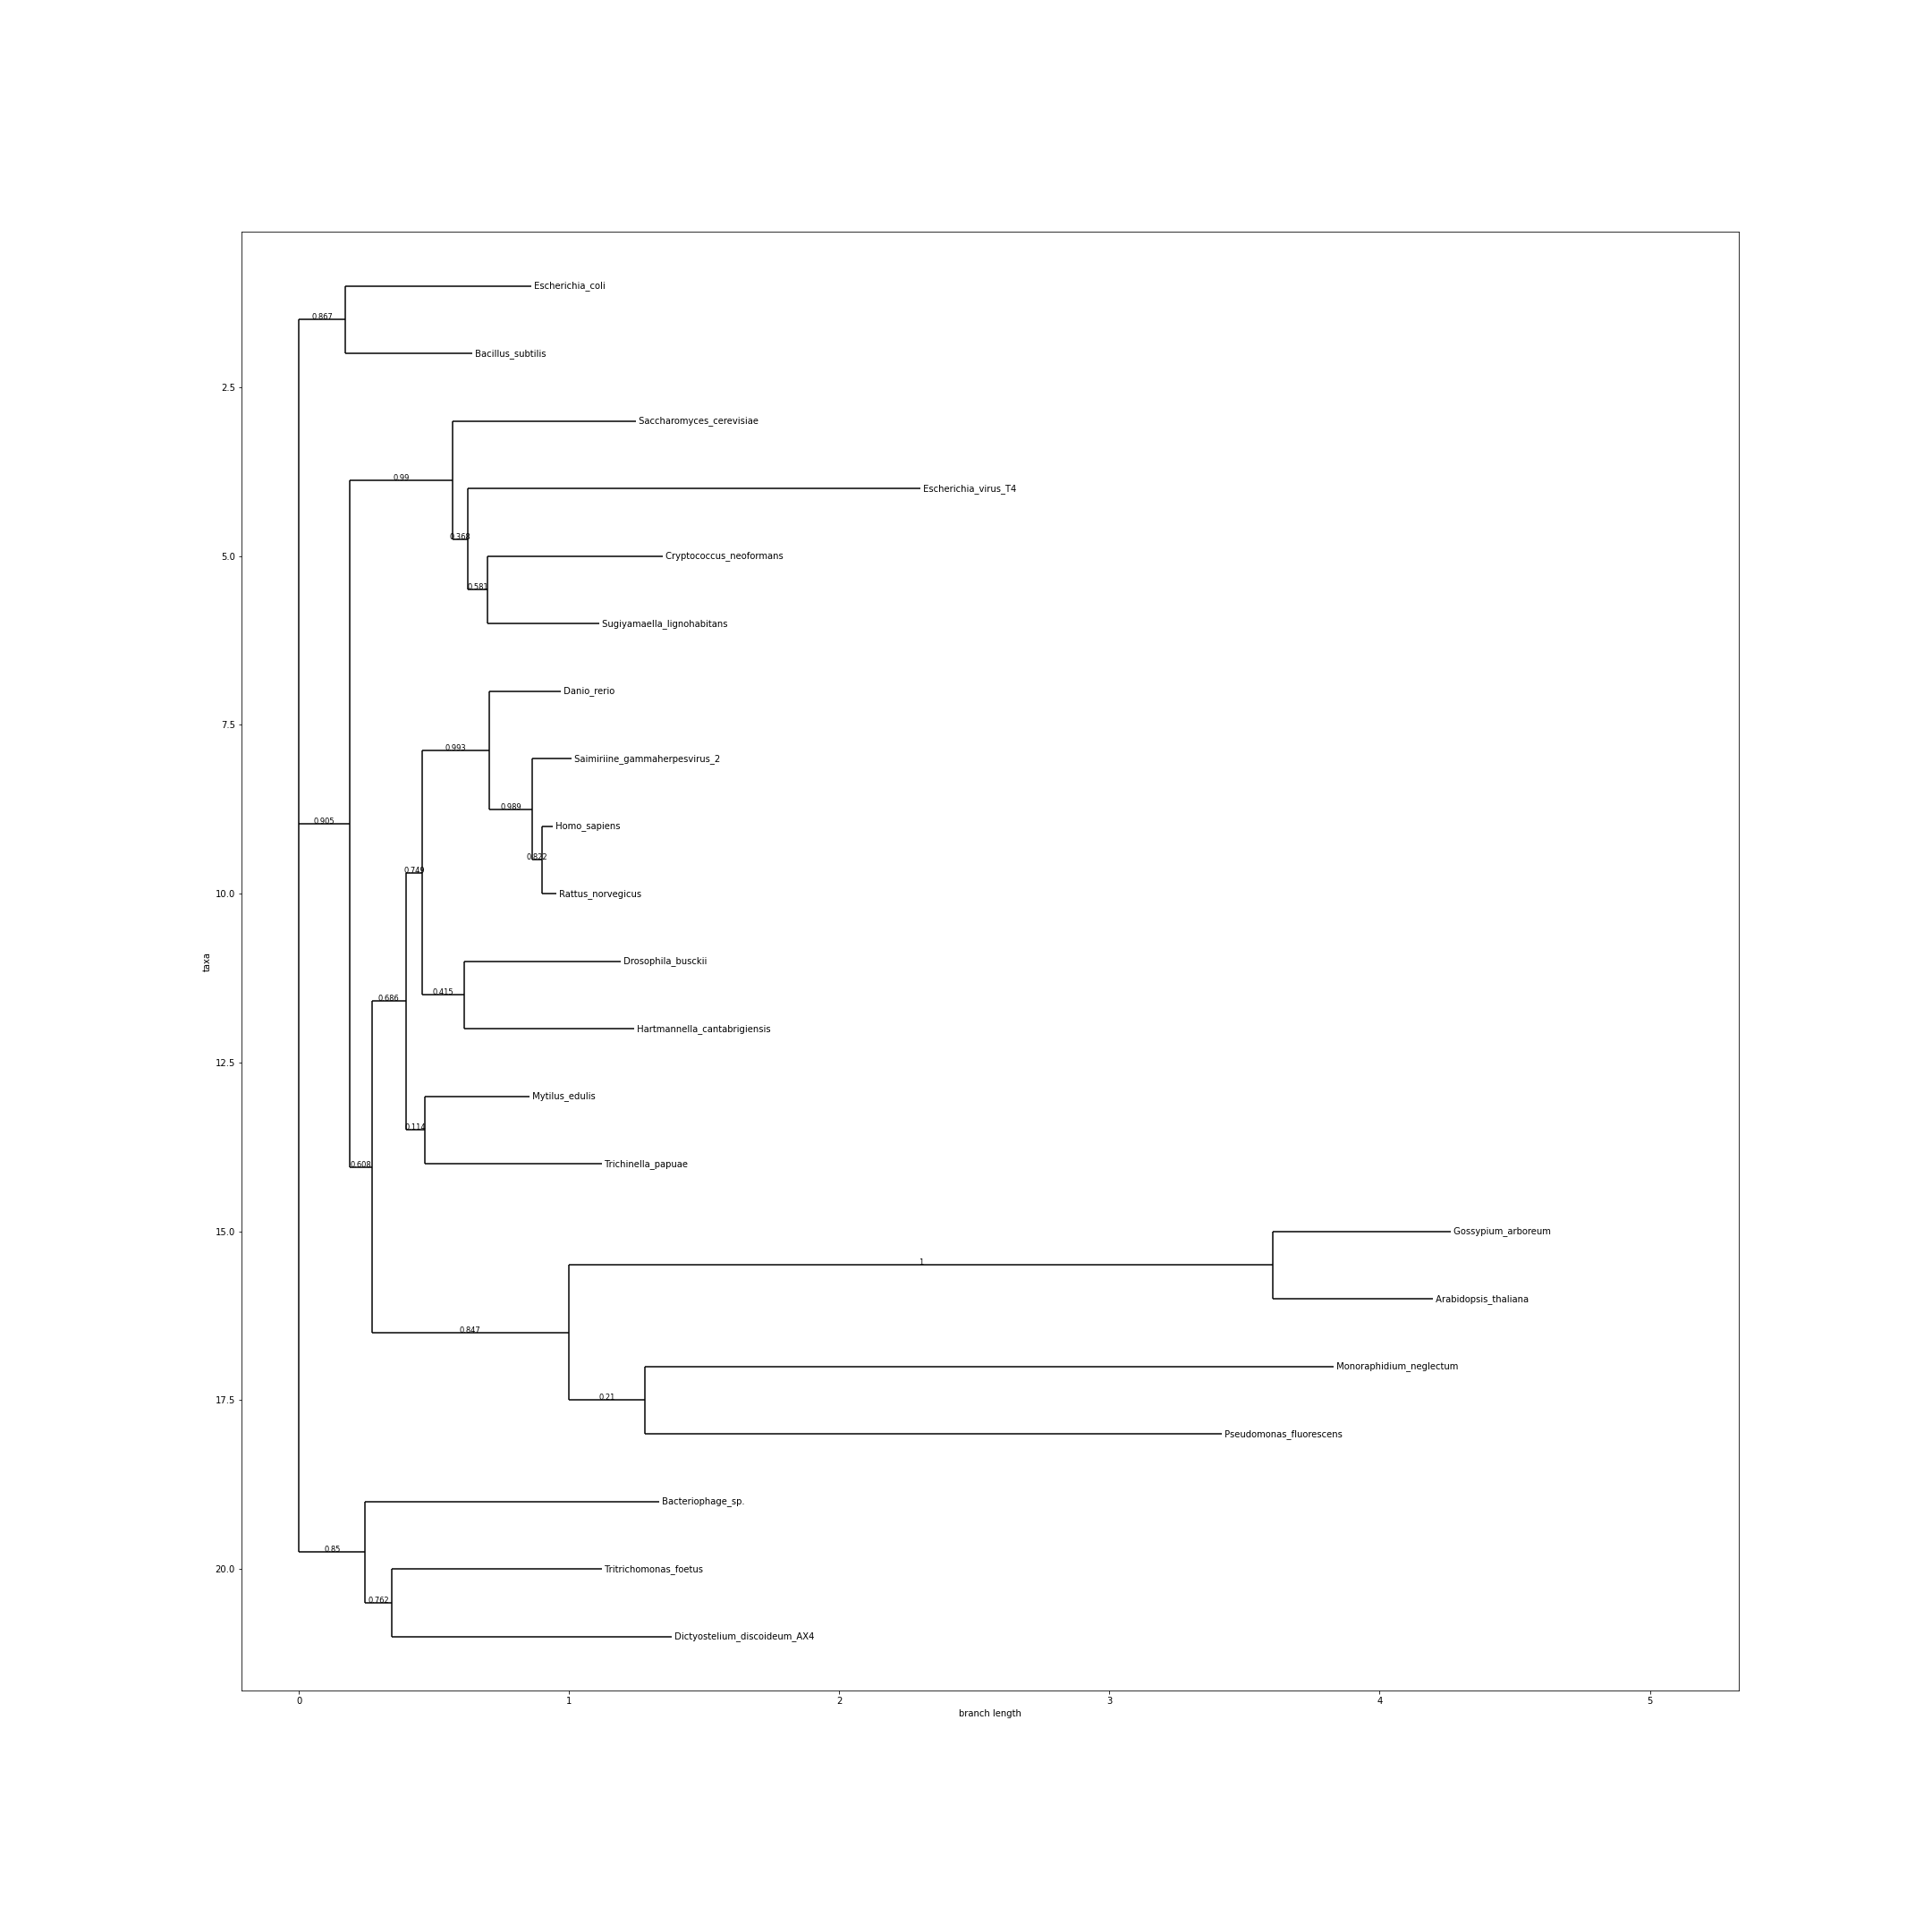 Escherichia_coli
0.867
Bacillus_subtilis
2.5
Saccharomyces_cerevisiae
0.99
Escherichia_virus_T4
0.368
5.0
Cryptococcus_neoformans
0.581
Sugiyamaella_lignohabitans
Danio_rerio
7.5
0.993
Saimiriine_gammaherpesvirus_2
0.989
0.905
Homo_sapiens
0.822
0.749
10.0
Rattus_norvegicus
taxa
Drosophila_busckii
0.415
0.686
Hartmannella_cantabrigiensis
12.5
Mytilus_edulis
0.114
Trichinella_papuae
0.608
15.0
Gossypium_arboreum
1
Arabidopsis_thaliana
0.847
Monoraphidium_neglectum
17.5
0.21
Pseudomonas_fluorescens
Bacteriophage_sp.
0.85
20.0
Tritrichomonas_foetus
0.762
Dictyostelium_discoideum_AX4
0 1 2 3 4 5
branch length